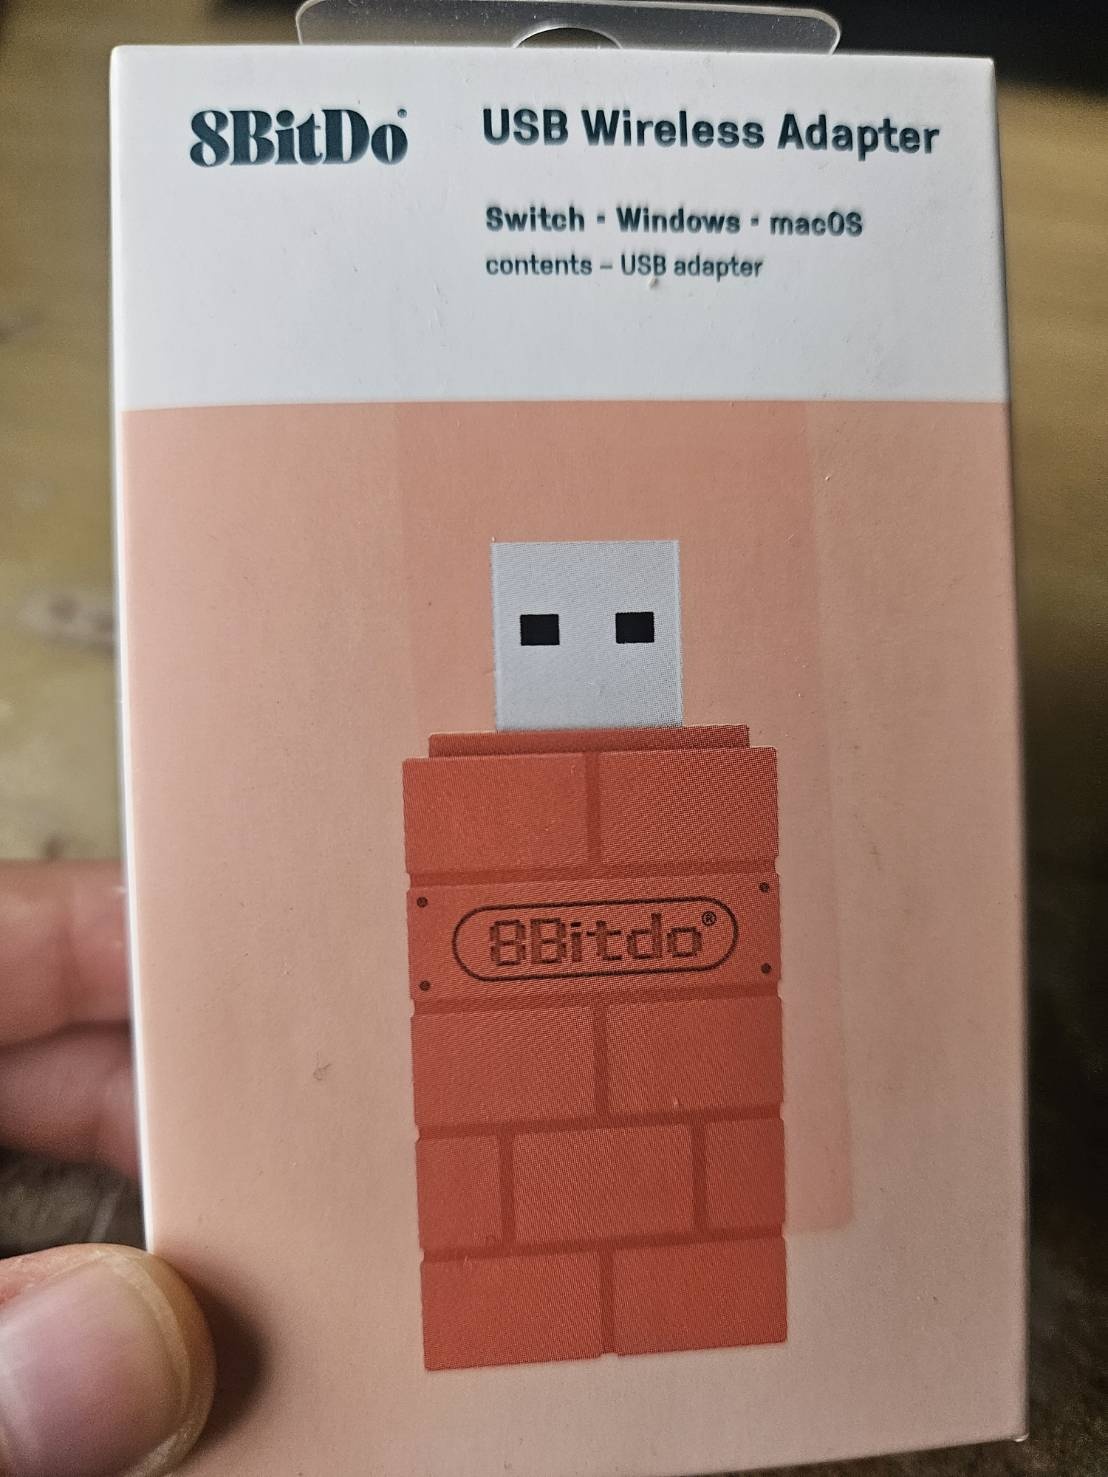 8BitDo
USB Wireless Adapter
Switch • Windows • macOS
contents – USB adapter
8Bitdo®